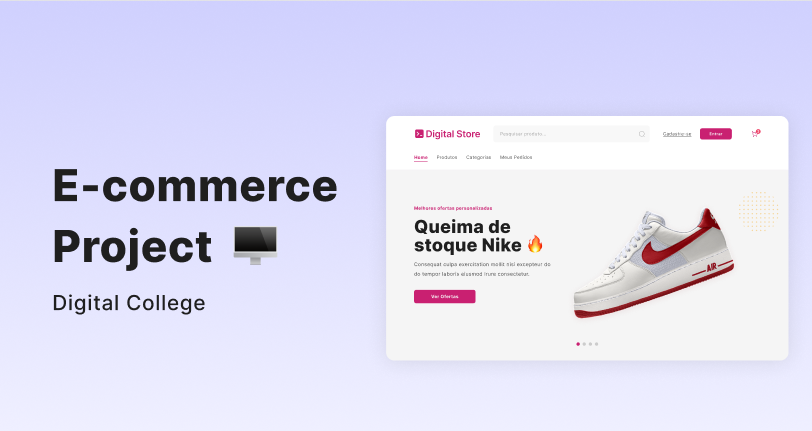 E-commerce
Project 🖥️
Digital College
Digital Store
Pesquisar produto...
Cadastre-se
Entrar
2
Home
Produtos
Categorias
Meus Pedidos
Melhores ofertas personalizadas
Queima de
stoque Nike 🔥
Consequat culpa exercitation mollit nisi excepteur do
do tempor laboris eiusmod irure consectetur.
Ver Ofertas
AIR